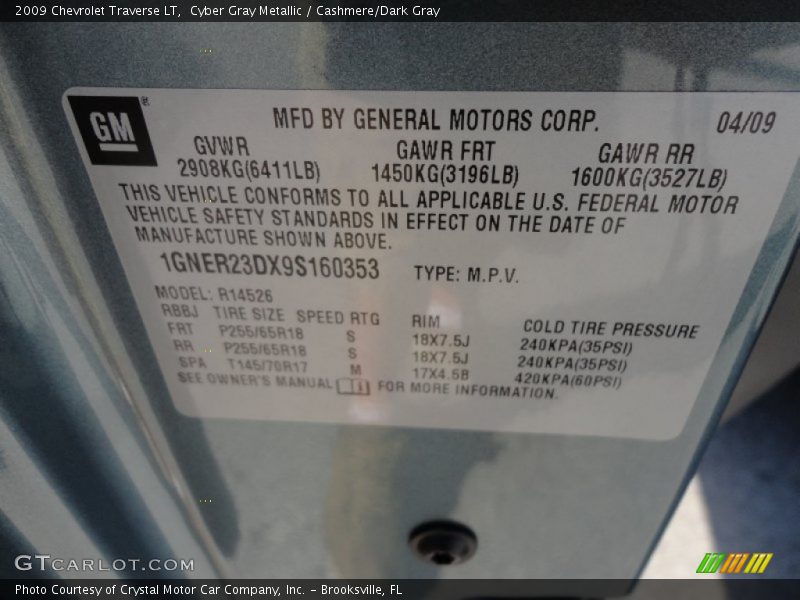 2009 Chevrolet Traverse LT,  Cyber Gray Metallic / Cashmere/Dark Gray
GM
MFD BY GENERAL MOTORS CORP. 04/09
GVWR GAWR FRT GAWR RR
2908KG(6411LB) 1450KG(3196LB) 1600KG(3527LB)
THIS VEHICLE CONFORMS TO ALL APPLICABLE U.S. FEDERAL MOTOR
VEHICLE SAFETY STANDARDS IN EFFECT ON THE DATE OF
MANUFACTURE SHOWN ABOVE.
1GNER23DX9S160353 TYPE: M.P.V.
MODEL: R14526
RBBJ TIRE SIZE SPEED RTG RIM COLD TIRE PRESSURE
FRT P255/65R18 S 18X7.5J 240KPA(35PSI)
RR P255/65R18 S 18X7.5J 240KPA(35PSI)
SPA T145/70R17 M 17X4.5B 420KPA(60PSI)
SEE OWNER'S MANUAL FOR MORE INFORMATION.
GTCARLOT.COM
Photo Courtesy of Crystal Motor Car Company, Inc. - Brooksville, FL